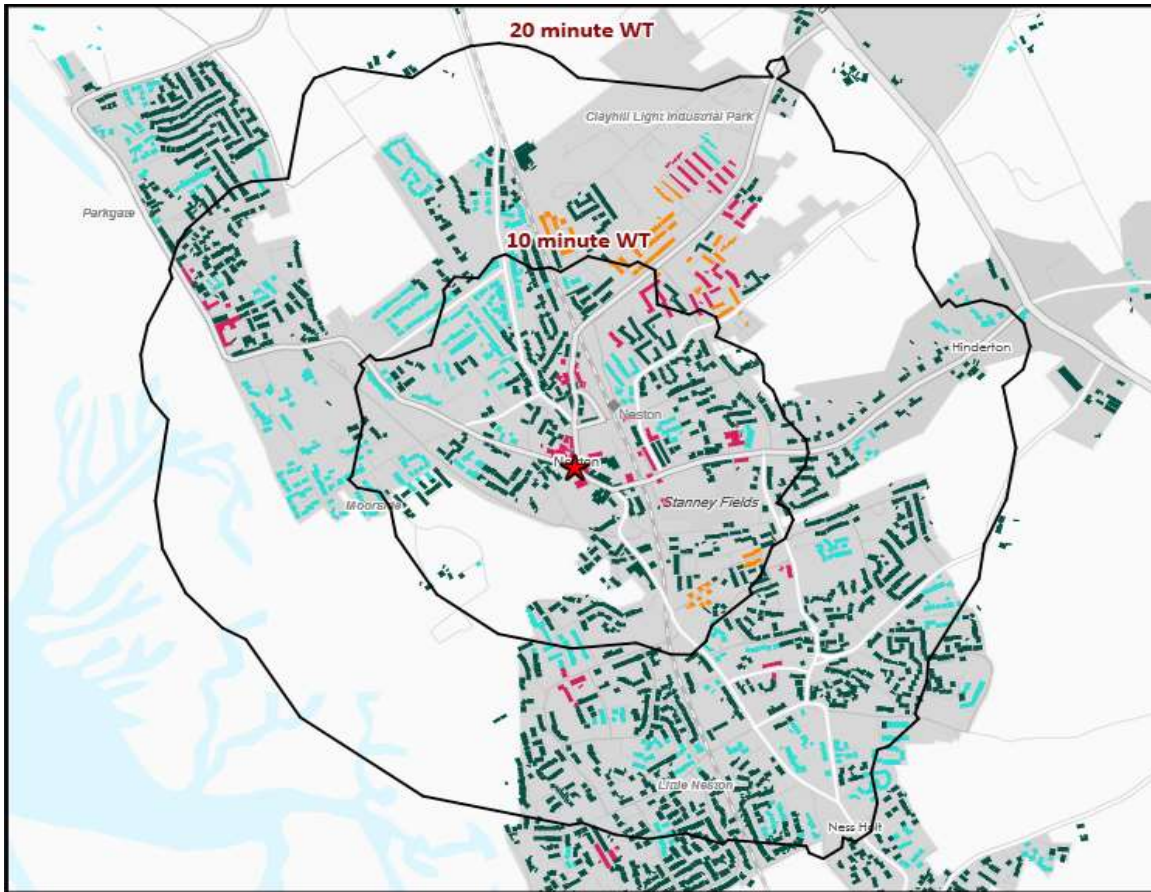 20 minute WT
Clayhill Light Industrial Park
Parkgate
10 minute WT
Hinderton
Neston
Neston
Moorside
Stanney Fields
Little Neston
Ness Holt